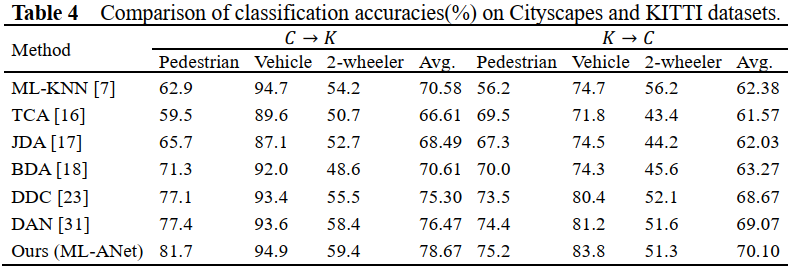 Table 4 Comparison of classification accuracies(%) on Cityscapes and KITTI datasets.
Method C → K K → C
Pedestrian Vehicle 2-wheeler Avg. Pedestrian Vehicle 2-wheeler Avg.
ML-KNN [7] 62.9 94.7 54.2 70.58 56.2 74.7 56.2 62.38
TCA [16] 59.5 89.6 50.7 66.61 69.5 71.8 43.4 61.57
JDA [17] 65.7 87.1 52.7 68.49 67.3 74.5 44.2 62.03
BDA [18] 71.3 92.0 48.6 70.61 70.0 74.3 45.6 63.27
DDC [23] 77.1 93.4 55.5 75.30 73.5 80.4 52.1 68.67
DAN [31] 77.4 93.6 58.4 76.47 74.4 81.2 51.6 69.07
Ours (ML-ANet) 81.7 94.9 59.4 78.67 75.2 83.8 51.3 70.10